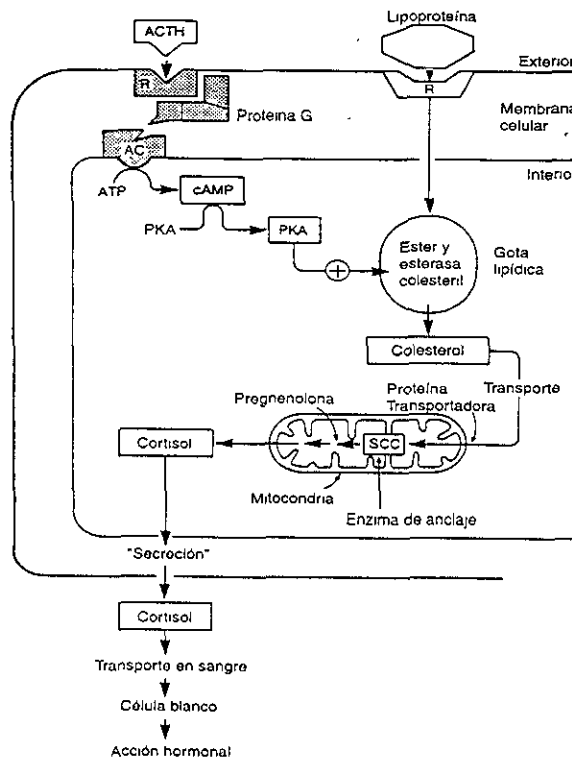 ACTH
Lipoproteína
Exterior
R
R
Proteina G
Membrana
celular
AC
Interior
ATP
cAMP
PKA
PKA
+
Ester y
esterasa
colesteril
Gota
lipídica
Colesterol
Proteína
Transportadora
Transporte
Pregnenolona
SCC
Cortisol
Mitocondria
Enzima de anclaje
"Secreción"
Cortisol
Transporte en sangre
Célula blanco
Acción hormonal